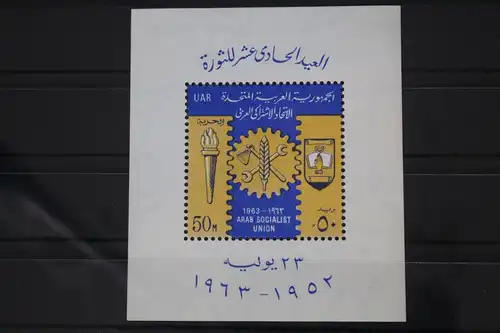 العيد الحادى عشر للثورة
UAR الجمهورية العربية المتحدة
الاتحاد الاشتراكى العربى
الحرية
1963-١٩٦٣
ARAB SOCIALIST
UNION
50M
٥٠
٢٣ يوليه
١٩٥٢ - ١٩٦٣